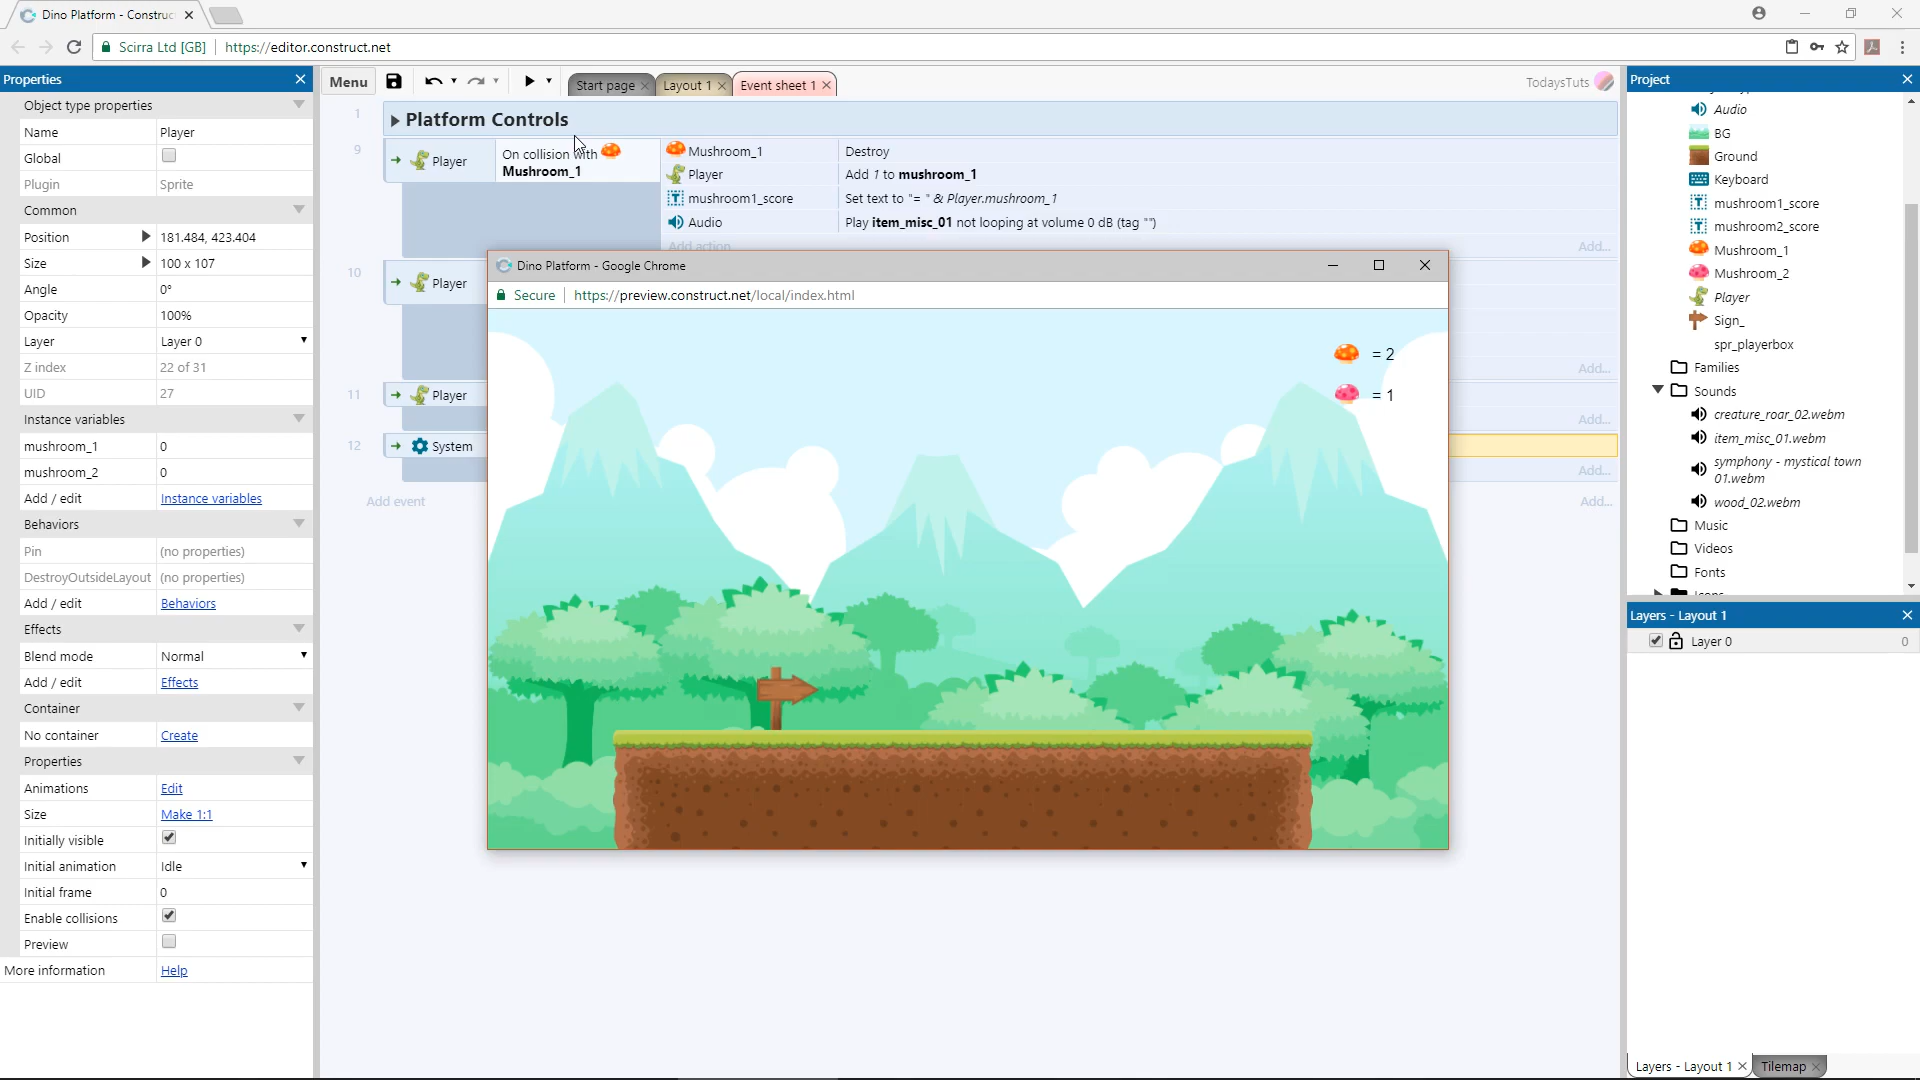 Dino Platform - Construc
Scirra Ltd [GB] https://editor.construct.net
Properties
Object type properties
Name Player
Global
Plugin Sprite
Common
Position 181.484, 423.404
Size 100 x 107
Angle 0°
Opacity 100%
Layer Layer 0
Z index 22 of 31
UID 27
Instance variables
mushroom_1 0
mushroom_2 0
Add / edit Instance variables
Behaviors
Pin (no properties)
DestroyOutsideLayout (no properties)
Add / edit Behaviors
Effects
Blend mode Normal
Add / edit Effects
Container
No container Create
Properties
Animations Edit
Size Make 1:1
Initially visible
Initial animation Idle
Initial frame 0
Enable collisions
Preview
More information Help
Menu
Start page Layout 1 Event sheet 1
TodaysTuts
1 Platform Controls
9 Player On collision with Mushroom_1
Mushroom_1 Destroy
Player Add 1 to mushroom_1
mushroom1_score Set text to "= " & Player.mushroom_1
Audio Play item_misc_01 not looping at volume 0 dB (tag "")
Add action Add...
10 Player
Add...
11 Player
Add...
12 System
Add...
Add event Add...
Dino Platform - Google Chrome
Secure https://preview.construct.net/local/index.html
= 2
= 1
Project
Audio
BG
Ground
Keyboard
mushroom1_score
mushroom2_score
Mushroom_1
Mushroom_2
Player
Sign_
spr_playerbox
Families
Sounds
creature_roar_02.webm
item_misc_01.webm
symphony - mystical town
01.webm
wood_02.webm
Music
Videos
Fonts
Layers - Layout 1
Layer 0 0
Layers - Layout 1 Tilemap